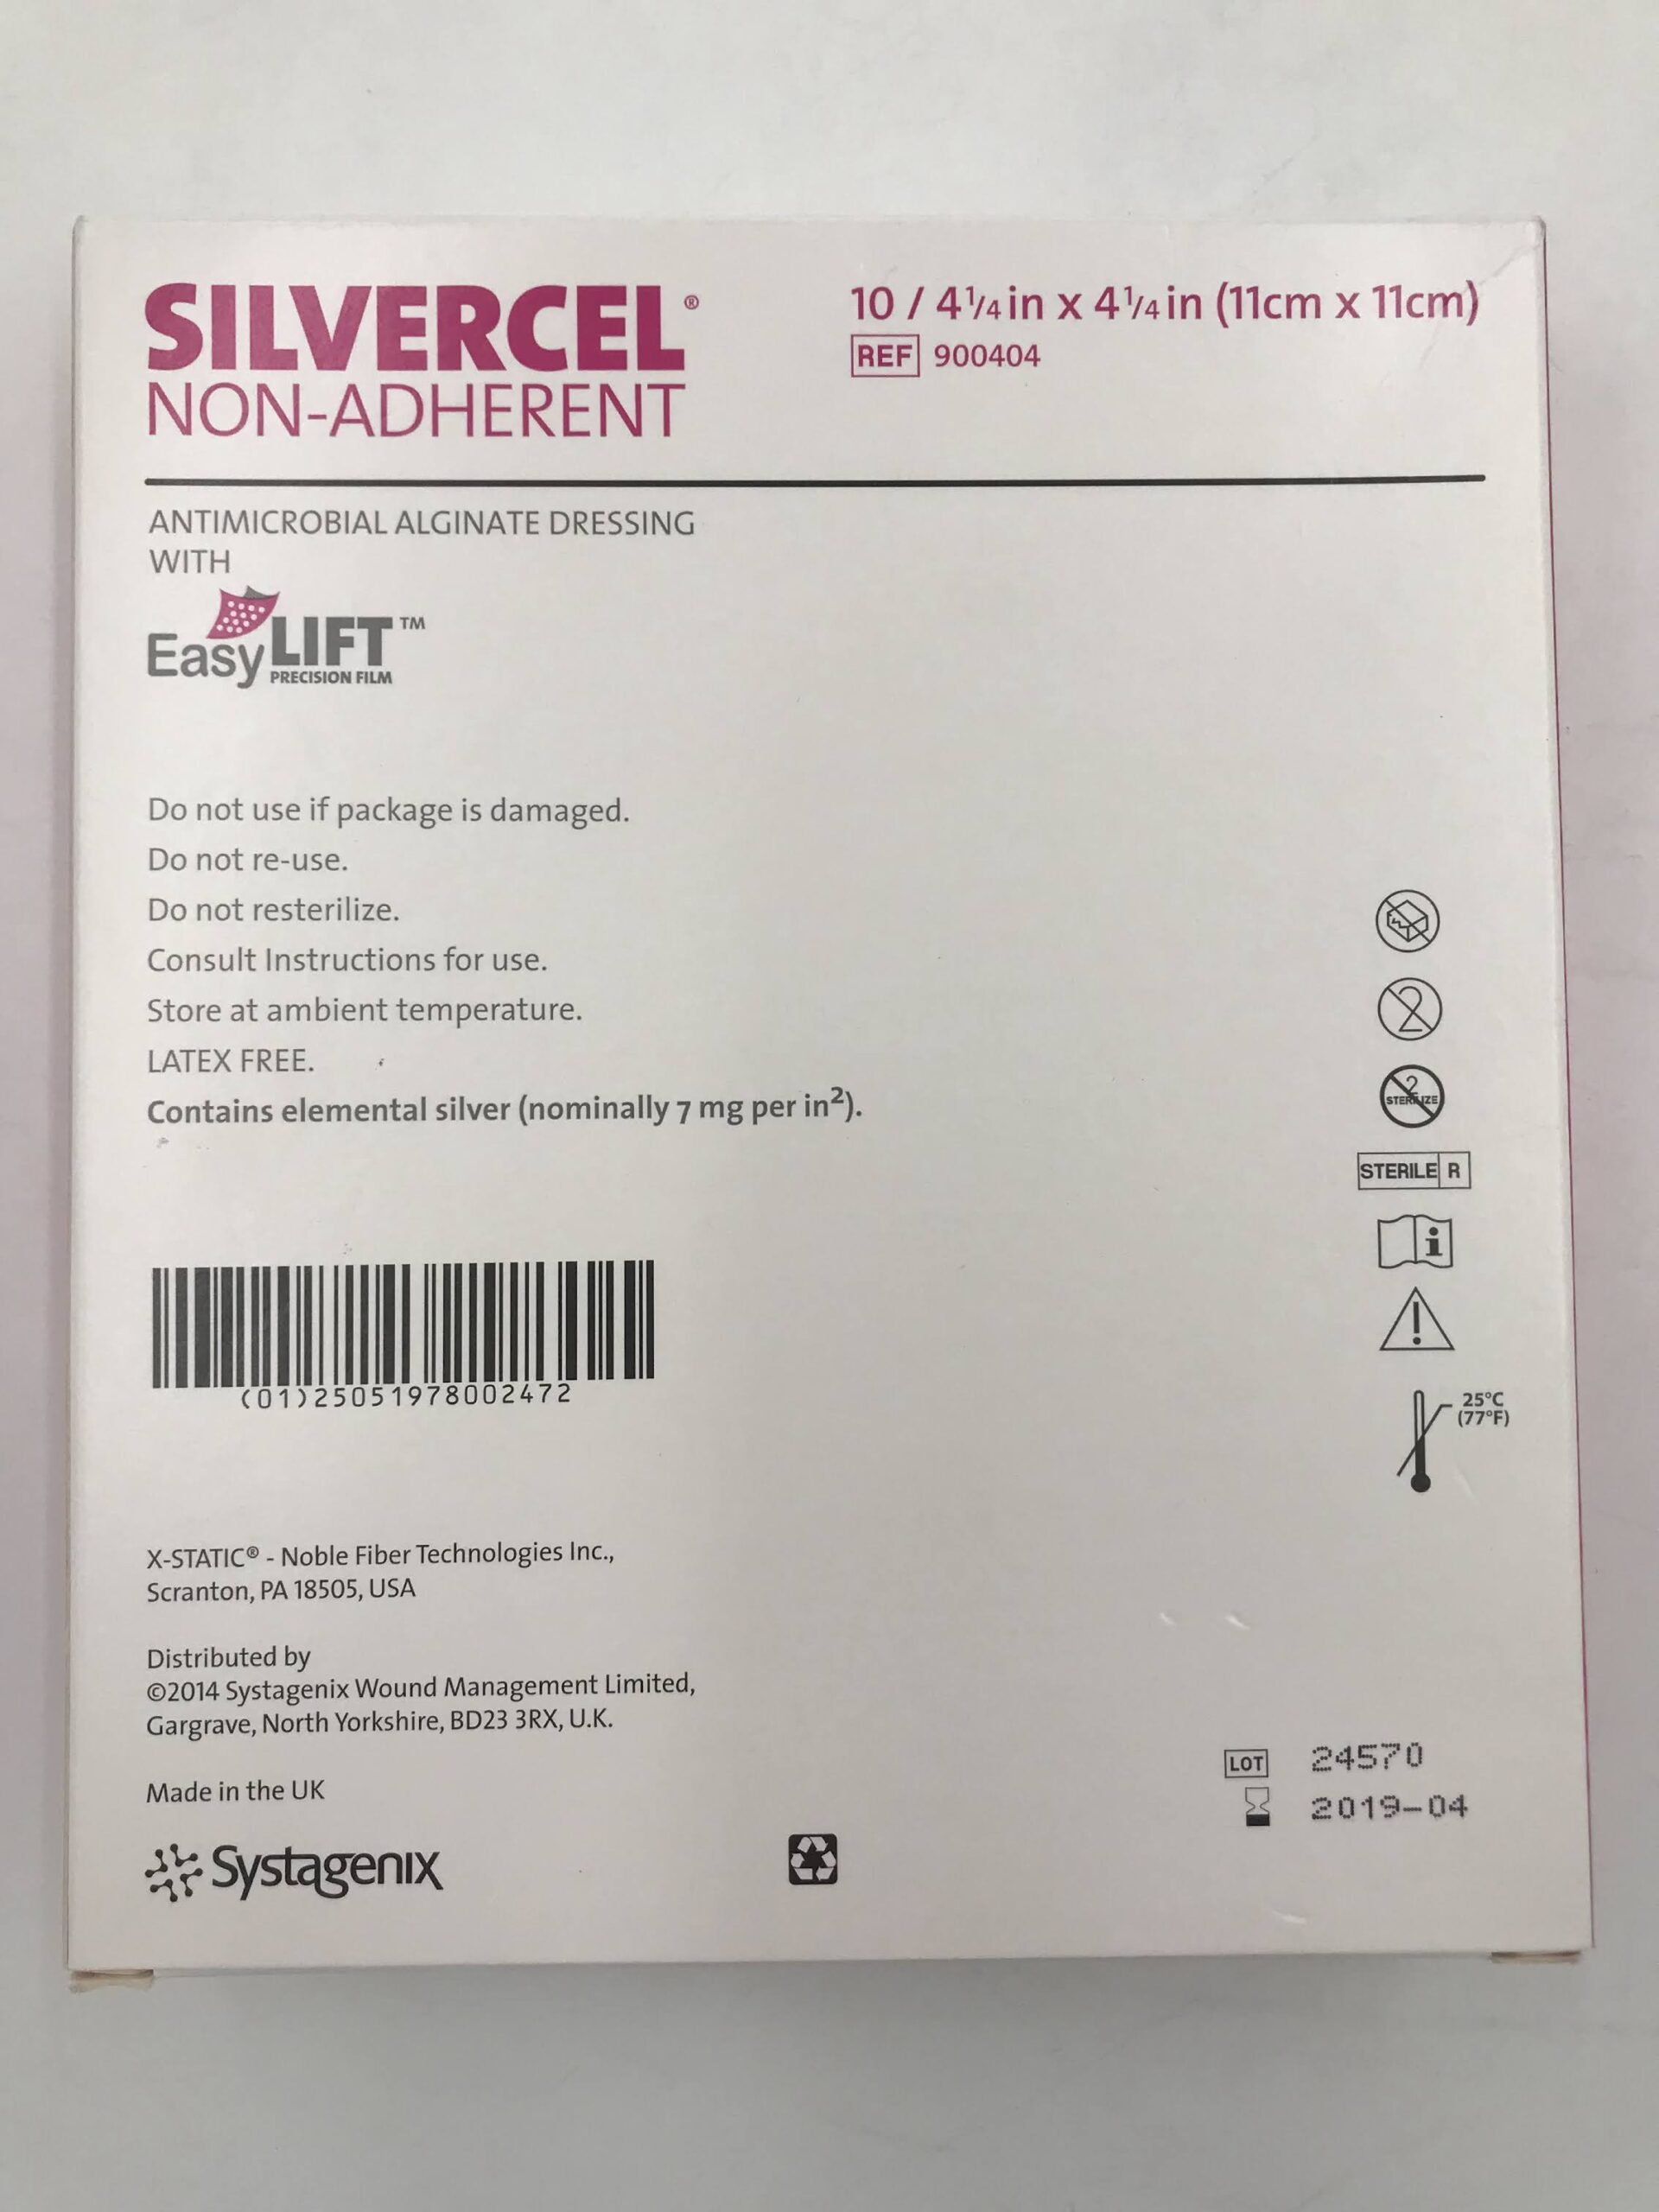 SILVERCEL®
NON-ADHERENT
10 / 4¼ in x 4¼ in (11cm x 11cm)
REF 900404
ANTIMICROBIAL ALGINATE DRESSING
WITH
EasyLIFT™
PRECISION FILM
Do not use if package is damaged.
Do not re-use.
Do not resterilize.
Consult Instructions for use.
Store at ambient temperature.
LATEX FREE.
Contains elemental silver (nominally 7 mg per in²).
2
2
STERILIZE
STERILE R
i
!
25°C
(77°F)
(01)25051978002472
X-STATIC® - Noble Fiber Technologies Inc.,
Scranton, PA 18505, USA
Distributed by
©2014 Systagenix Wound Management Limited,
Gargrave, North Yorkshire, BD23 3RX, U.K.
Made in the UK
LOT 24570
2019-04
Systagenix